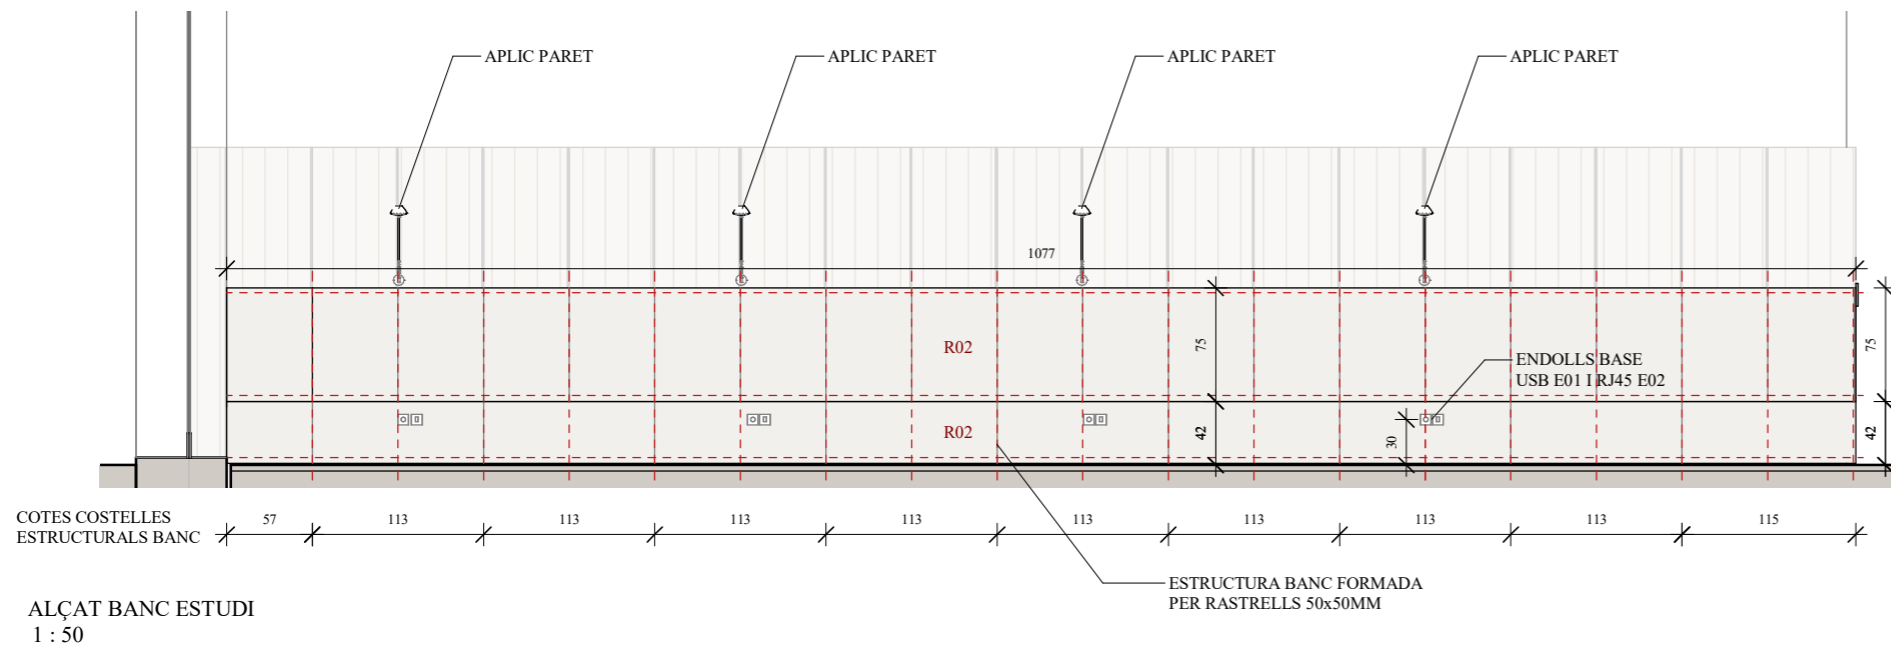 APLIC PARET
APLIC PARET
APLIC PARET
APLIC PARET
1077
R02
75
75
ENDOLLS BASE
USB E01 I RJ45 E02
R02
42
30
42
COTES COSTELLES
ESTRUCTURALS BANC
57
113
113
113
113
113
113
113
113
115
ESTRUCTURA BANC FORMADA
PER RASTRELLS 50x50MM
ALÇAT BANC ESTUDI
1 : 50